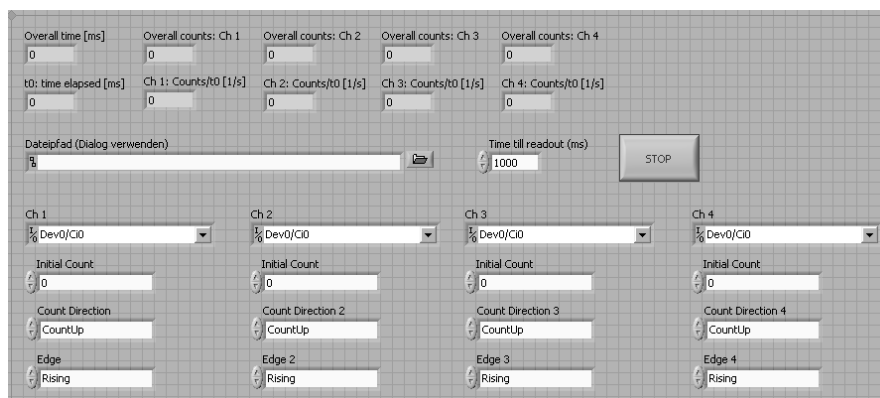 Overall time [ms] Overall counts: Ch 1 Overall counts: Ch 2 Overall counts: Ch 3 Overall counts: Ch 4
0 0 0 0 0
t0: time elapsed [ms] Ch 1: Counts/t0 [1/s] Ch 2: Counts/t0 [1/s] Ch 3: Counts/t0 [1/s] Ch 4: Counts/t0 [1/s]
0 0 0 0 0
Dateipfad (Dialog verwenden) Time till readout (ms)
1000 STOP
Ch 1 Ch 2 Ch 3 Ch 4
I/0 Dev0/Ci0 I/0 Dev0/Ci0 I/0 Dev0/Ci0 I/0 Dev0/Ci0
Initial Count Initial Count Initial Count Initial Count
0 0 0 0
Count Direction Count Direction 2 Count Direction 3 Count Direction 4
CountUp CountUp CountUp CountUp
Edge Edge 2 Edge 3 Edge 4
Rising Rising Rising Rising